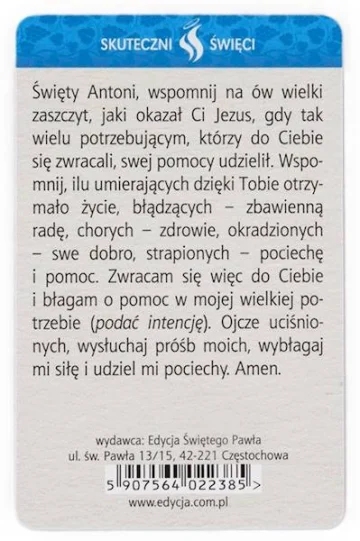 SKUTECZNI ŚWIĘCI
Święty Antoni, wspomnij na ów wielki
zaszczyt, jaki okazał Ci Jezus, gdy tak
wielu potrzebującym, którzy do Ciebie
się zwracali, swej pomocy udzielił. Wspo-
mnij, ilu umierających dzięki Tobie otrzy-
mało życie, błądzących – zbawienną
radę, chorych – zdrowie, okradzionych
– swe dobro, strapionych – pociechę
i pomoc. Zwracam się więc do Ciebie
i błagam o pomoc w mojej wielkiej po-
trzebie (podać intencję). Ojcze uciśnio-
nych, wysłuchaj próśb moich, wybłagaj
mi siłę i udziel mi pociechy. Amen.
wydawca: Edycja Świętego Pawła
ul. św. Pawła 13/15, 42-221 Częstochowa
5 907564 022385 >
www.edycja.com.pl